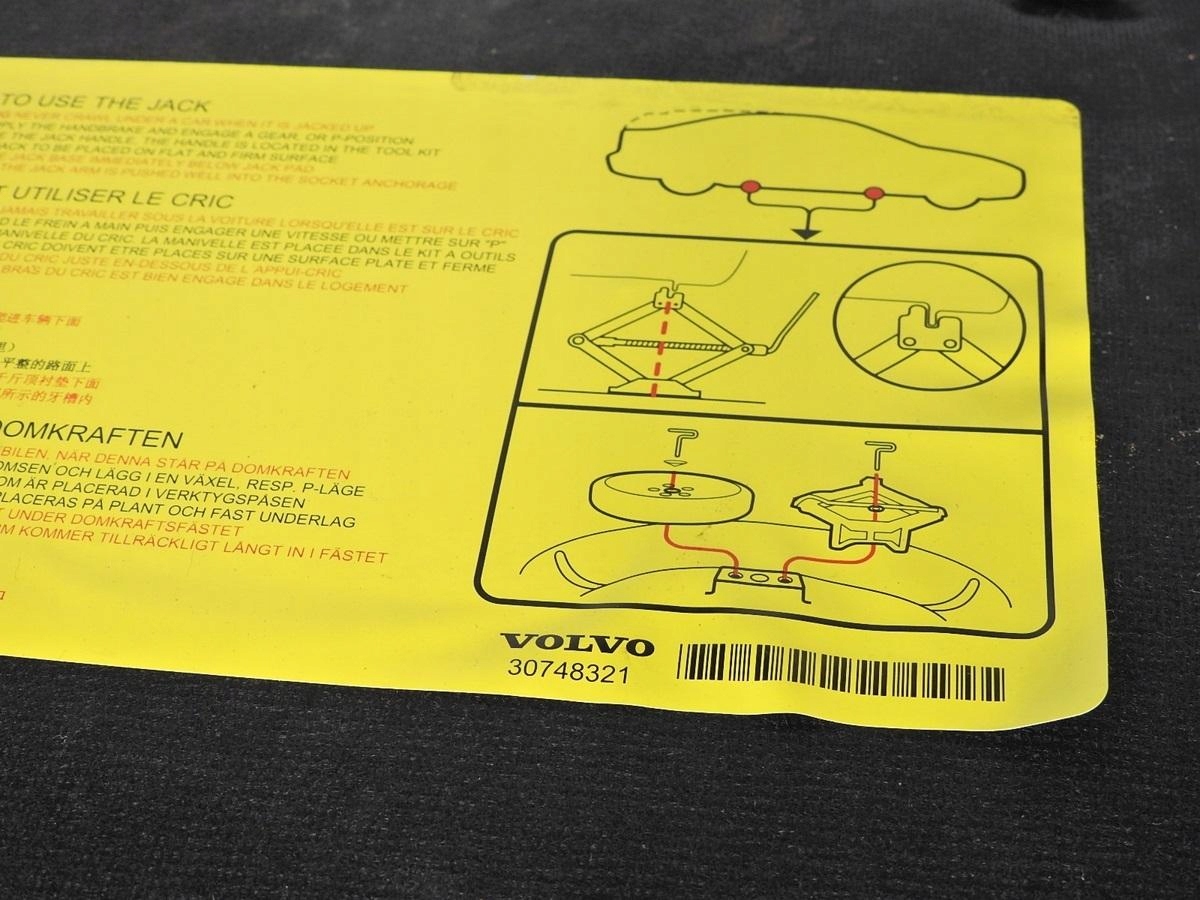 TO USE THE JACK
NEVER CRAWL UNDER A CAR WHEN IT IS JACKED UP
PLY THE HANDBRAKE AND ENGAGE A GEAR, OR P-POSITION
E THE JACK HANDLE, THE HANDLE IS LOCATED IN THE TOOL KIT
ACK TO BE PLACED ON FLAT AND FIRM SURFACE
E JACK BASE IMMEDIATELY BELOW JACK PAD
THE JACK ARM IS PUSHED WELL INTO THE SOCKET ANCHORAGE
T UTILISER LE CRIC
JAMAIS TRAVAILLER SOUS LA VOITURE LORSQU'ELLE EST SUR LE CRIC
D LE FREIN A MAIN PUIS ENGAGER UNE VITESSE OU METTRE SUR "P"
MANIVELLE DU CRIC. LA MANIVELLE EST PLACEE DANS LE KIT A OUTILS
CRIC DOIVENT ETRE PLACES SUR UNE SURFACE PLATE ET FERME
DU CRIC JUSTE EN-DESSOUS DE L APPUI-CRIC
BRAS DU CRIC EST BIEN ENGAGE DANS LE LOGEMENT
进车辆下面
平整的路面上
千斤顶衬垫下面
所示的牙槽内
DOMKRAFTEN
BILEN, NÄR DENNA STÅR PÅ DOMKRAFTEN
OMSEN OCH LÄGG I EN VÄXEL, RESP. P-LÄGE
OM ÄR PLACERAD I VERKTYGSPÅSEN
PLACERAS PÅ PLANT OCH FAST UNDERLAG
T UNDER DOMKRAFTSFÄSTET
M KOMMER TILLRÄCKLIGT LÅNGT IN I FÄSTET
VOLVO
30748321